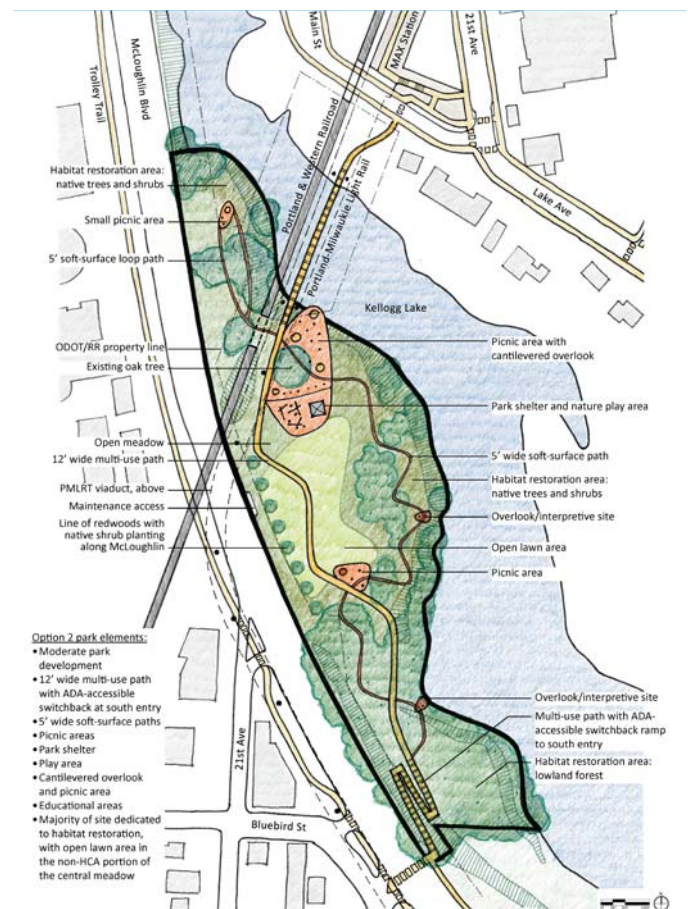 Main St
21st Ave
MAX Station
McLoughlin Blvd
Trolley Trail
Portland & Western Railroad
Portland-Milwaukie Light Rail
Lake Ave
Habitat restoration area:
native trees and shrubs
Small picnic area
5' soft-surface loop path
Kellogg Lake
ODOT/RR property line
Existing oak tree
Picnic area with
cantilevered overlook
Park shelter and nature play area
Open meadow
12' wide multi-use path
5' wide soft-surface path
PMLRT viaduct, above
Habitat restoration area:
native trees and shrubs
Maintenance access
Overlook/interpretive site
Line of redwoods with
native shrub planting
along McLoughlin
Open lawn area
Picnic area
Option 2 park elements:
•Moderate park
development
•12' wide multi-use path
with ADA-accessible
switchback at south entry
•5' wide soft-surface paths
•Picnic areas
•Park shelter
•Play area
•Cantilevered overlook
and picnic area
•Educational areas
•Majority of site dedicated
to habitat restoration,
with open lawn area in
the non-HCA portion of
the central meadow
21st Ave
Bluebird St
Overlook/interpretive site
Multi-use path with ADA-
accessible switchback ramp
to south entry
Habitat restoration area:
lowland forest